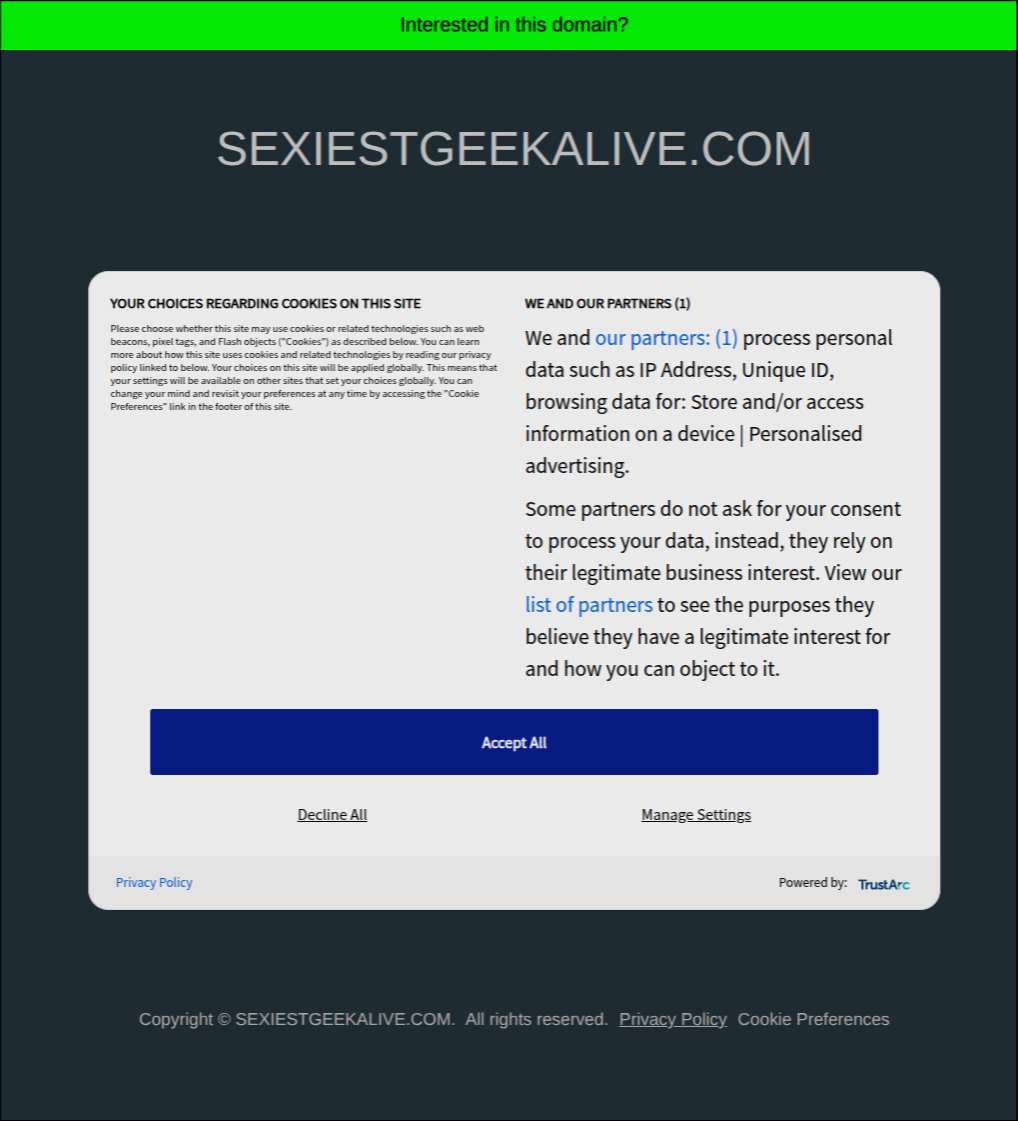 Interested in this domain?
SEXIESTGEEKALIVE.COM
YOUR CHOICES REGARDING COOKIES ON THIS SITE
Please choose whether this site may use cookies or related technologies such as web
beacons, pixel tags, and Flash objects ("Cookies") as described below. You can learn
more about how this site uses cookies and related technologies by reading our privacy
policy linked to below. Your choices on this site will be applied globally. This means that
your settings will be available on other sites that set your choices globally. You can
change your mind and revisit your preferences at any time by accessing the "Cookie
Preferences" link in the footer of this site.
WE AND OUR PARTNERS (1)
We and our partners: (1) process personal
data such as IP Address, Unique ID,
browsing data for: Store and/or access
information on a device | Personalised
advertising.
Some partners do not ask for your consent
to process your data, instead, they rely on
their legitimate business interest. View our
list of partners to see the purposes they
believe they have a legitimate interest for
and how you can object to it.
Accept All
Decline All
Manage Settings
Privacy Policy
Powered by: TrustArc
Copyright © SEXIESTGEEKALIVE.COM. All rights reserved. Privacy Policy Cookie Preferences